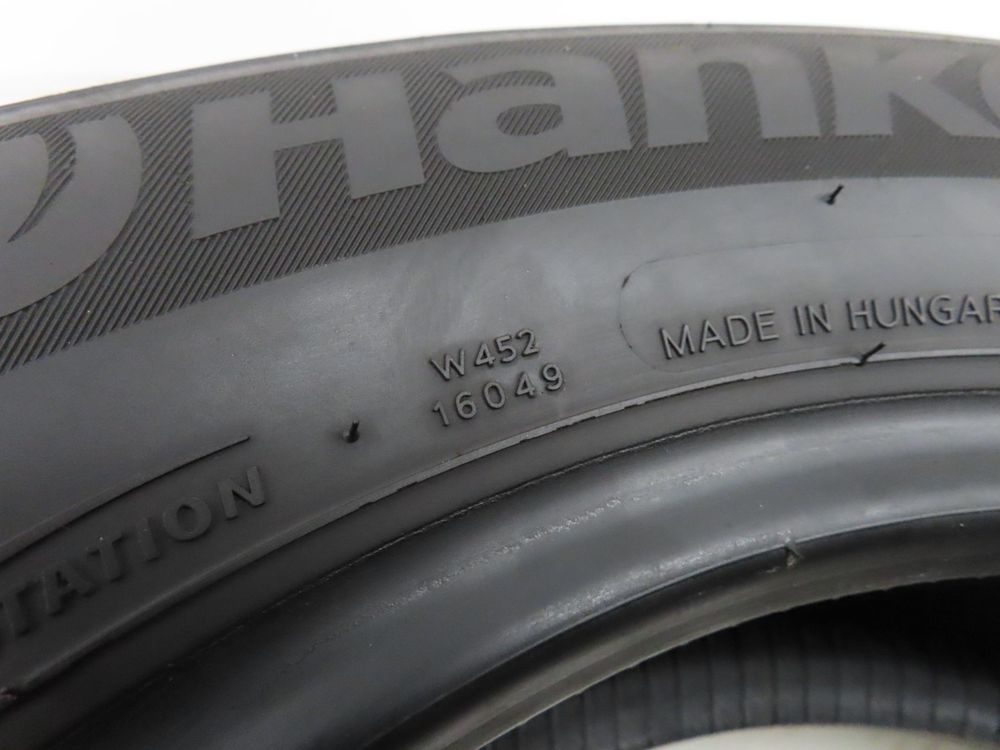 Hank
W452
16049
MADE IN HUNGAR
TATION